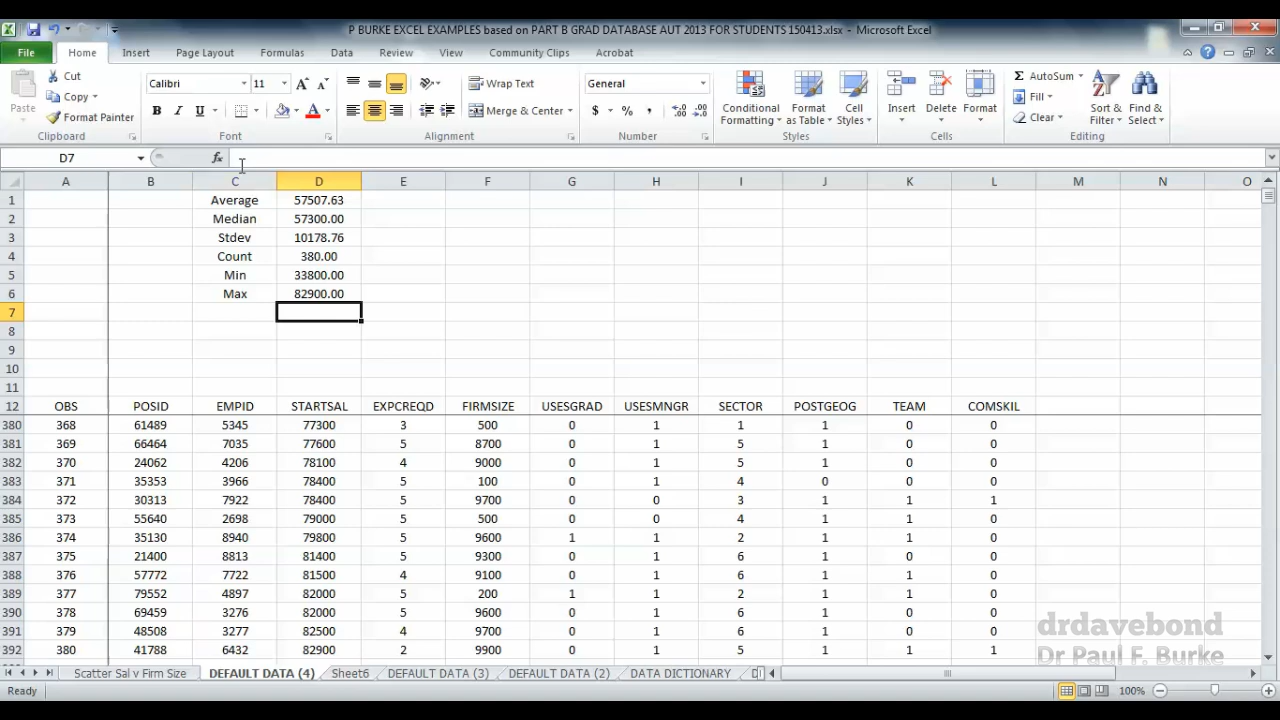 P BURKE EXCEL EXAMPLES PART B GRAD DATABASE AUT 2013 FOR STUDENTS 150413.xlsx - Microsoft Excel
File Home Insert Page Layout Formulas Data Review View Community Clubs Acrobat
Cut Calibri 11 Wrap Text General AutoSum
Copy Fill
Paste Format Painter Merge & Center Conditional Formatting Format as Table Cell Styles Insert Delete Format Clear Sort & Filter Find & Select
Clipboard Font Alignment Number Styles Cells Editing
D7 fx
A B C D E F G H I J K L M N O
1 Average 57507.63
2 Median 57300.00
3 Stdev 10178.76
4 Count 380.00
5 Min 33800.00
6 Max 82900.00
7
8
9
10
11
12 OBS POSID EMPID STARTSAL EXPCREQD FIRMSIZE USESGRAD USESMNGR SECTOR POSTGEOG TEAM COMSKIL
380 368 61489 5345 77300 3 500 0 1 1 1 0 0
381 369 66464 7035 77600 5 8700 0 1 5 1 0 0
382 370 24062 4206 78100 4 9000 0 1 5 1 0 0
383 371 35353 3966 78400 5 100 0 1 4 0 0 0
384 372 30313 7922 78400 5 9700 0 0 3 1 1 1
385 373 55640 2698 79000 5 500 0 0 4 1 1 0
386 374 35130 8940 79800 5 9600 1 1 2 1 1 0
387 375 21400 8813 81400 5 9300 0 1 6 1 0 0
388 376 57772 7722 81500 4 9100 0 1 6 1 1 0
389 377 79552 4897 82000 5 200 1 1 2 1 1 0
390 378 69459 3276 82000 5 9600 0 1 6 1 0 0
391 379 48508 3277 82500 4 9700 0 1 6 1 0 0
392 380 41788 6432 82900 2 9900 0 1 5 1 1 1
drdavebond
Dr Paul F. Burke
Scatter Sal v Firm Size DEFAULT DATA (4) Sheet6 DEFAULT DATA (3) DEFAULT DATA (2) DATA DICTIONARY
Ready 100%